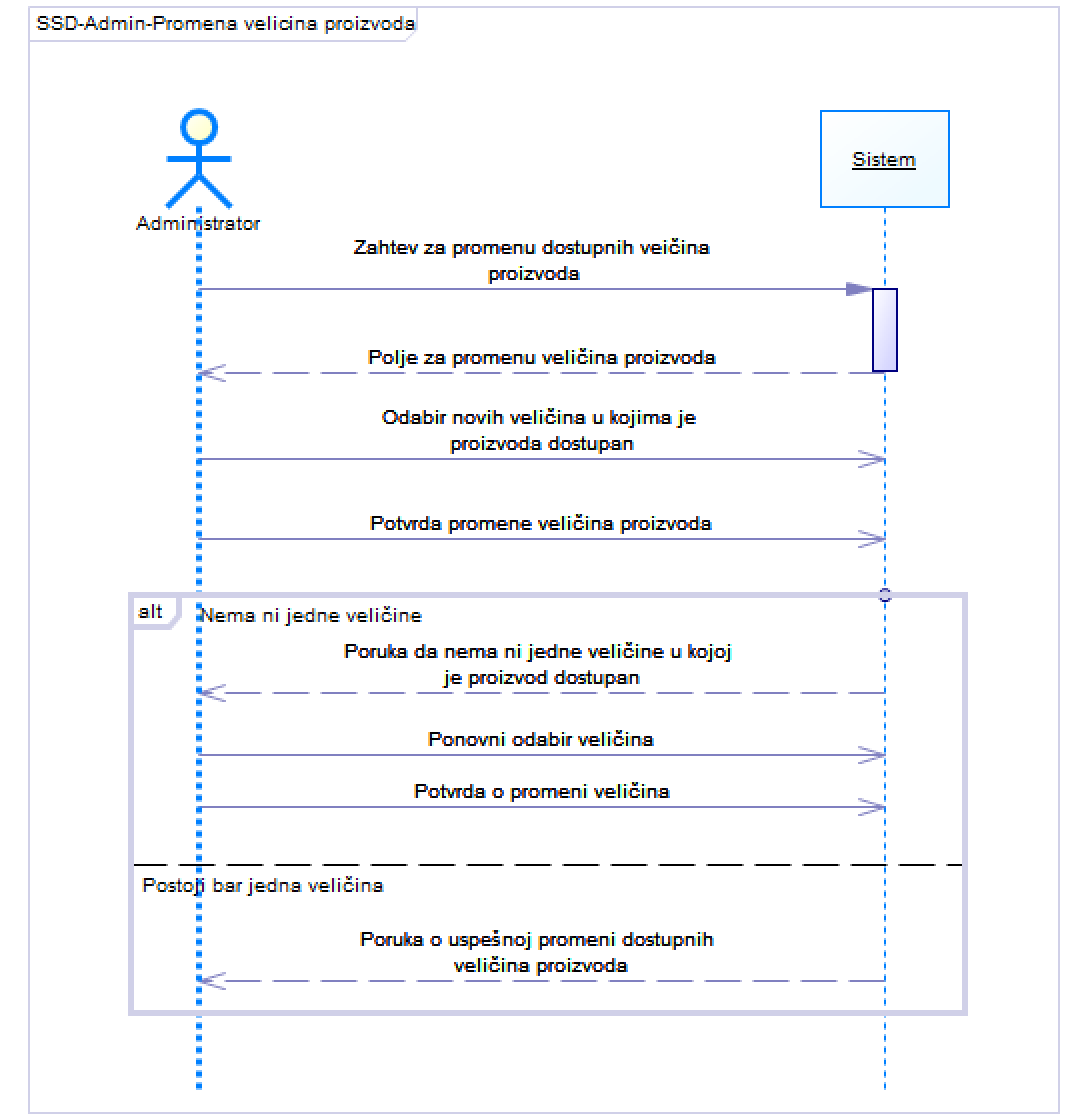 SSD-Admin-Promena velicina proizvoda
Sistem
Administrator
Zahtev za promenu dostupnih veičina
proizvoda
Polje za promenu veličina proizvoda
Odabir novih veličina u kojima je
proizvoda dostupan
Potvrda promene veličina proizvoda
alt
Nema ni jedne veličine
Poruka da nema ni jedne veličine u kojoj
je proizvod dostupan
Ponovni odabir veličina
Potvrda o promeni veličina
Postoji bar jedna veličina
Poruka o uspešnoj promeni dostupnih
veličina proizvoda